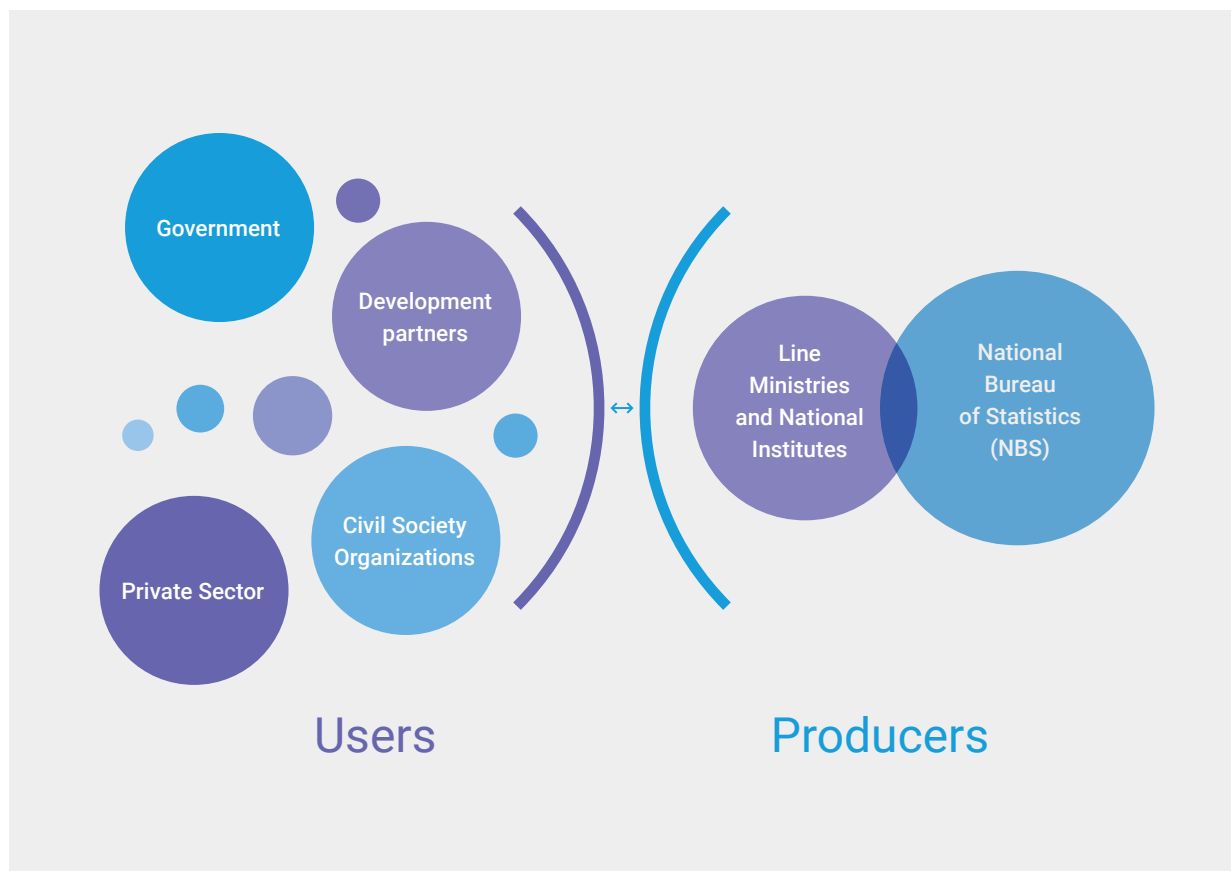 Government
Development
partners
Civil Society
Organizations
Private Sector
Users
Line
Ministries
and National
Institutes
National
Bureau
of Statistics
(NBS)
Producers